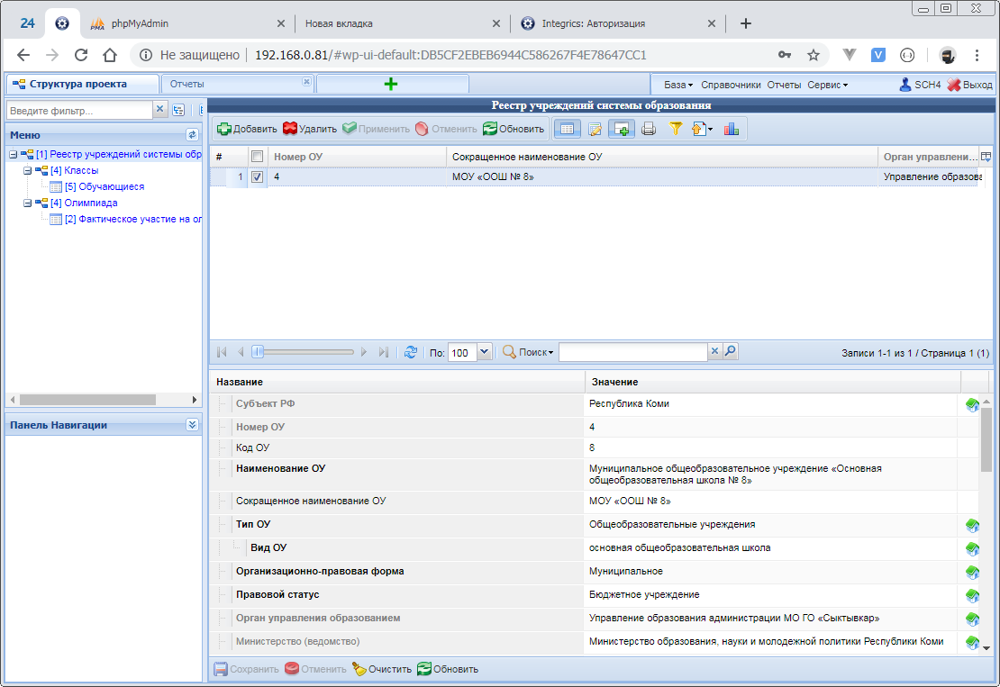 24
phpMyAdmin
Новая вкладка
Integrics: Авторизация
Не защищено
192.168.0.81/#wp-ui-default:DB5CF2EBEB6944C586267F4E78647CC1
Структура проекта
Отчеты
База
Справочники
Отчеты
Сервис
SCH4
Выход
Введите фильтр...
Меню
[1] Реестр учреждений системы обр
[4] Классы
[5] Обучающиеся
[4] Олимпиада
[2] Фактическое участие на ол
Панель Навигации
Реестр учреждений системы образования
Добавить
Удалить
Применить
Отменить
Обновить
# Номер ОУ Сокращенное наименование ОУ Орган управлени...
1 4 МОУ «ООШ № 8» Управление образова
По: 100
Поиск
Записи 1-1 из 1 / Страница 1 (1)
Название Значение
Субъект РФ Республика Коми
Номер ОУ 4
Код ОУ 8
Наименование ОУ Муниципальное общеобразовательное учреждение «Основная
общеобразовательная школа № 8»
Сокращенное наименование ОУ МОУ «ООШ № 8»
Тип ОУ Общеобразовательные учреждения
Вид ОУ основная общеобразовательная школа
Организационно-правовая форма Муниципальное
Правовой статус Бюджетное учреждение
Орган управления образованием Управление образования администрации МО ГО «Сыктывкар»
Министерство (ведомство) Министерство образования, науки и молодежной политики Республики Коми
Сохранить
Отменить
Очистить
Обновить